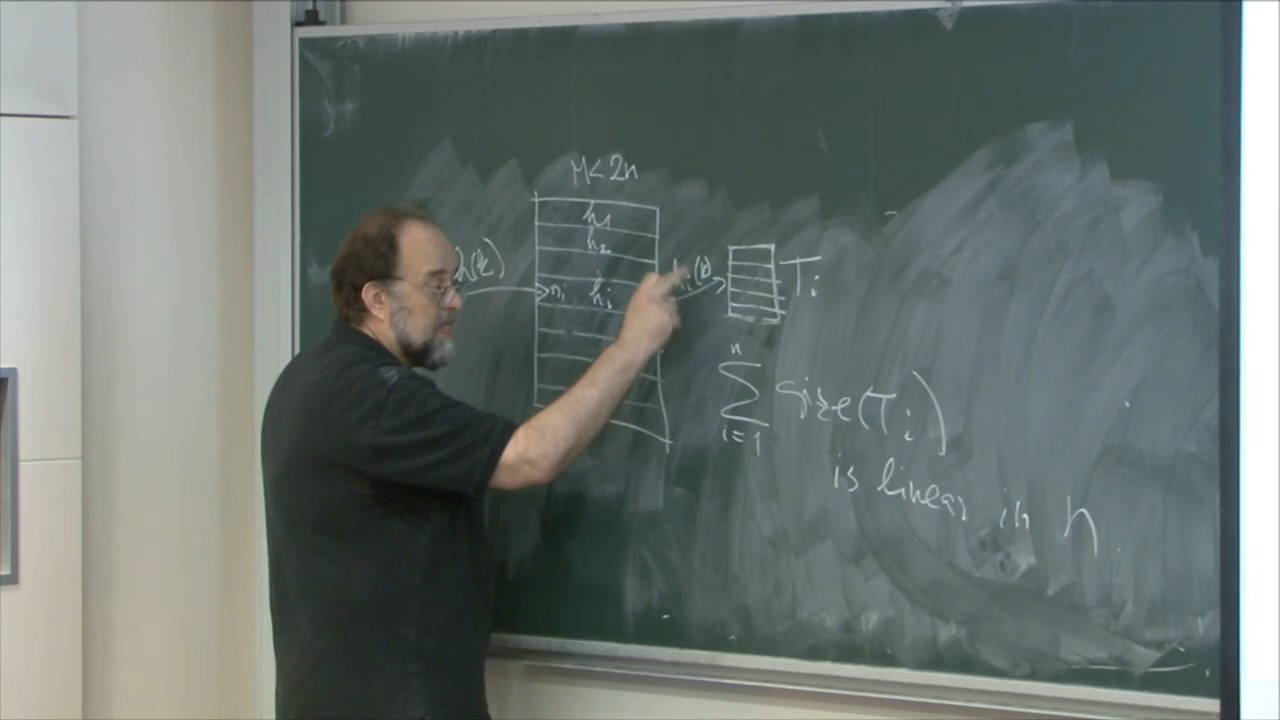 M < 2n
h₁
h₂
h(k)
nᵢ hᵢ
hᵢ(k)
Tᵢ
n
∑ size(Tᵢ)
i=1
is linear in n